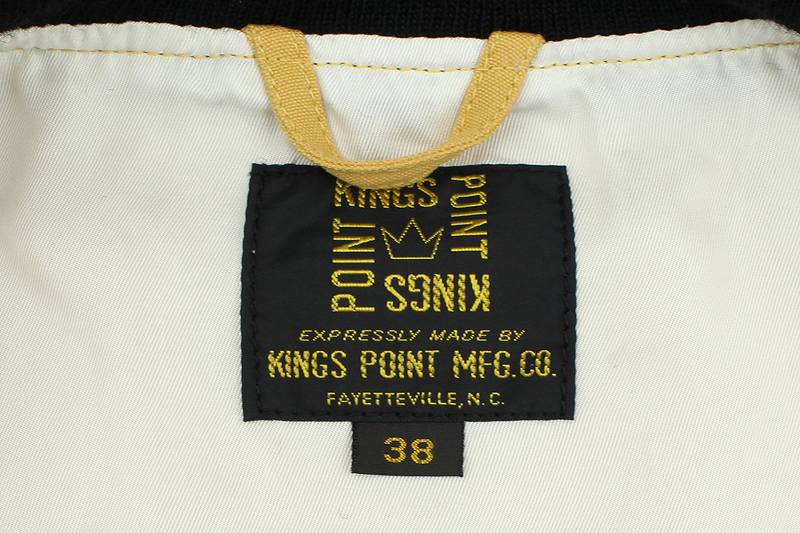 KINGS
POINT
POINT
KINGS
EXPRESSLY MADE BY
KINGS POINT MFG.CO.
FAYETTEVILLE, N.C.
38